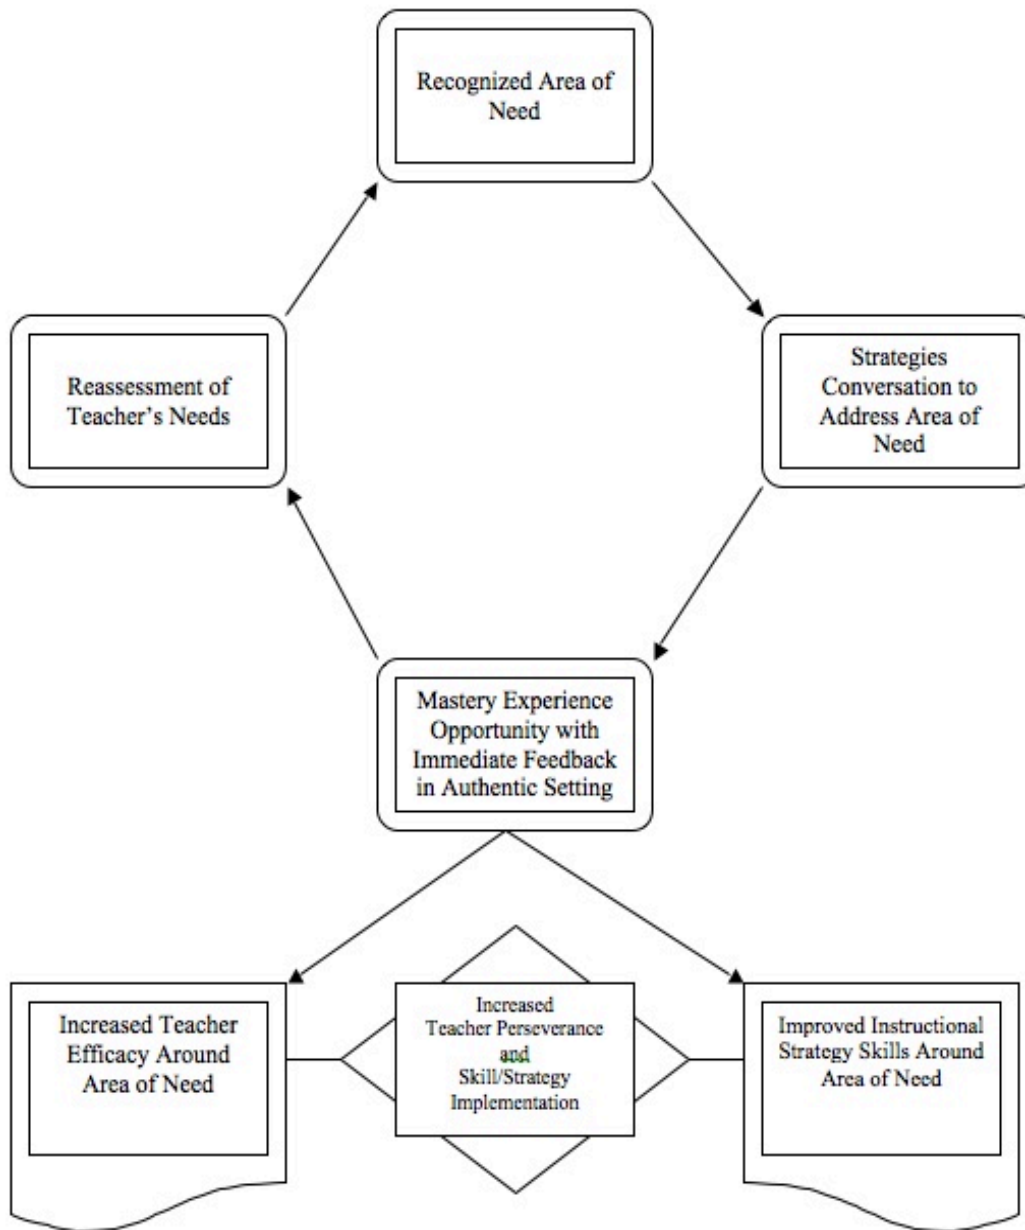 Recognized Area of
Need
Reassessment of
Teacher's Needs
Strategies
Conversation to
Address Area of
Need
Mastery Experience
Opportunity with
Immediate Feedback
in Authentic Setting
Increased Teacher
Efficacy Around
Area of Need
Increased
Teacher Perseverance
and
Skill/Strategy
Implementation
Improved Instructional
Strategy Skills Around
Area of Need